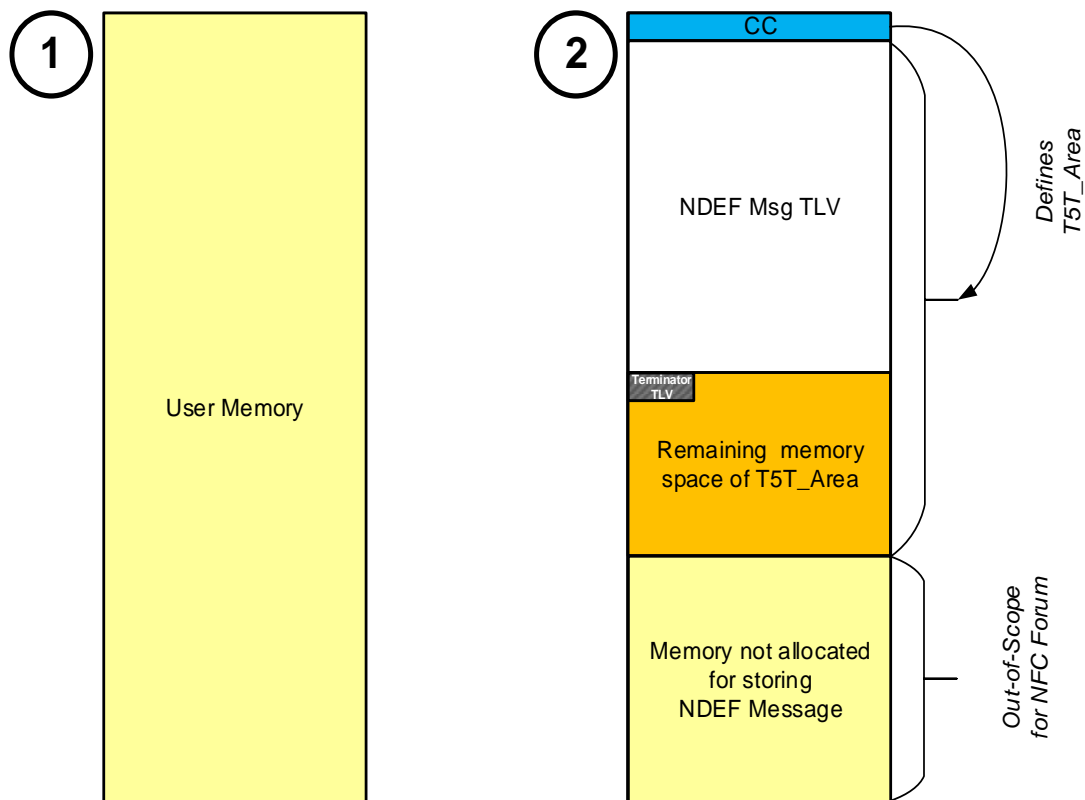 1
User Memory
2
CC
NDEF Msg TLV
Terminator
TLV
Remaining memory
space of T5T_Area
Memory not allocated
for storing
NDEF Message
Defines
T5T_Area
Out-of-Scope
for NFC Forum